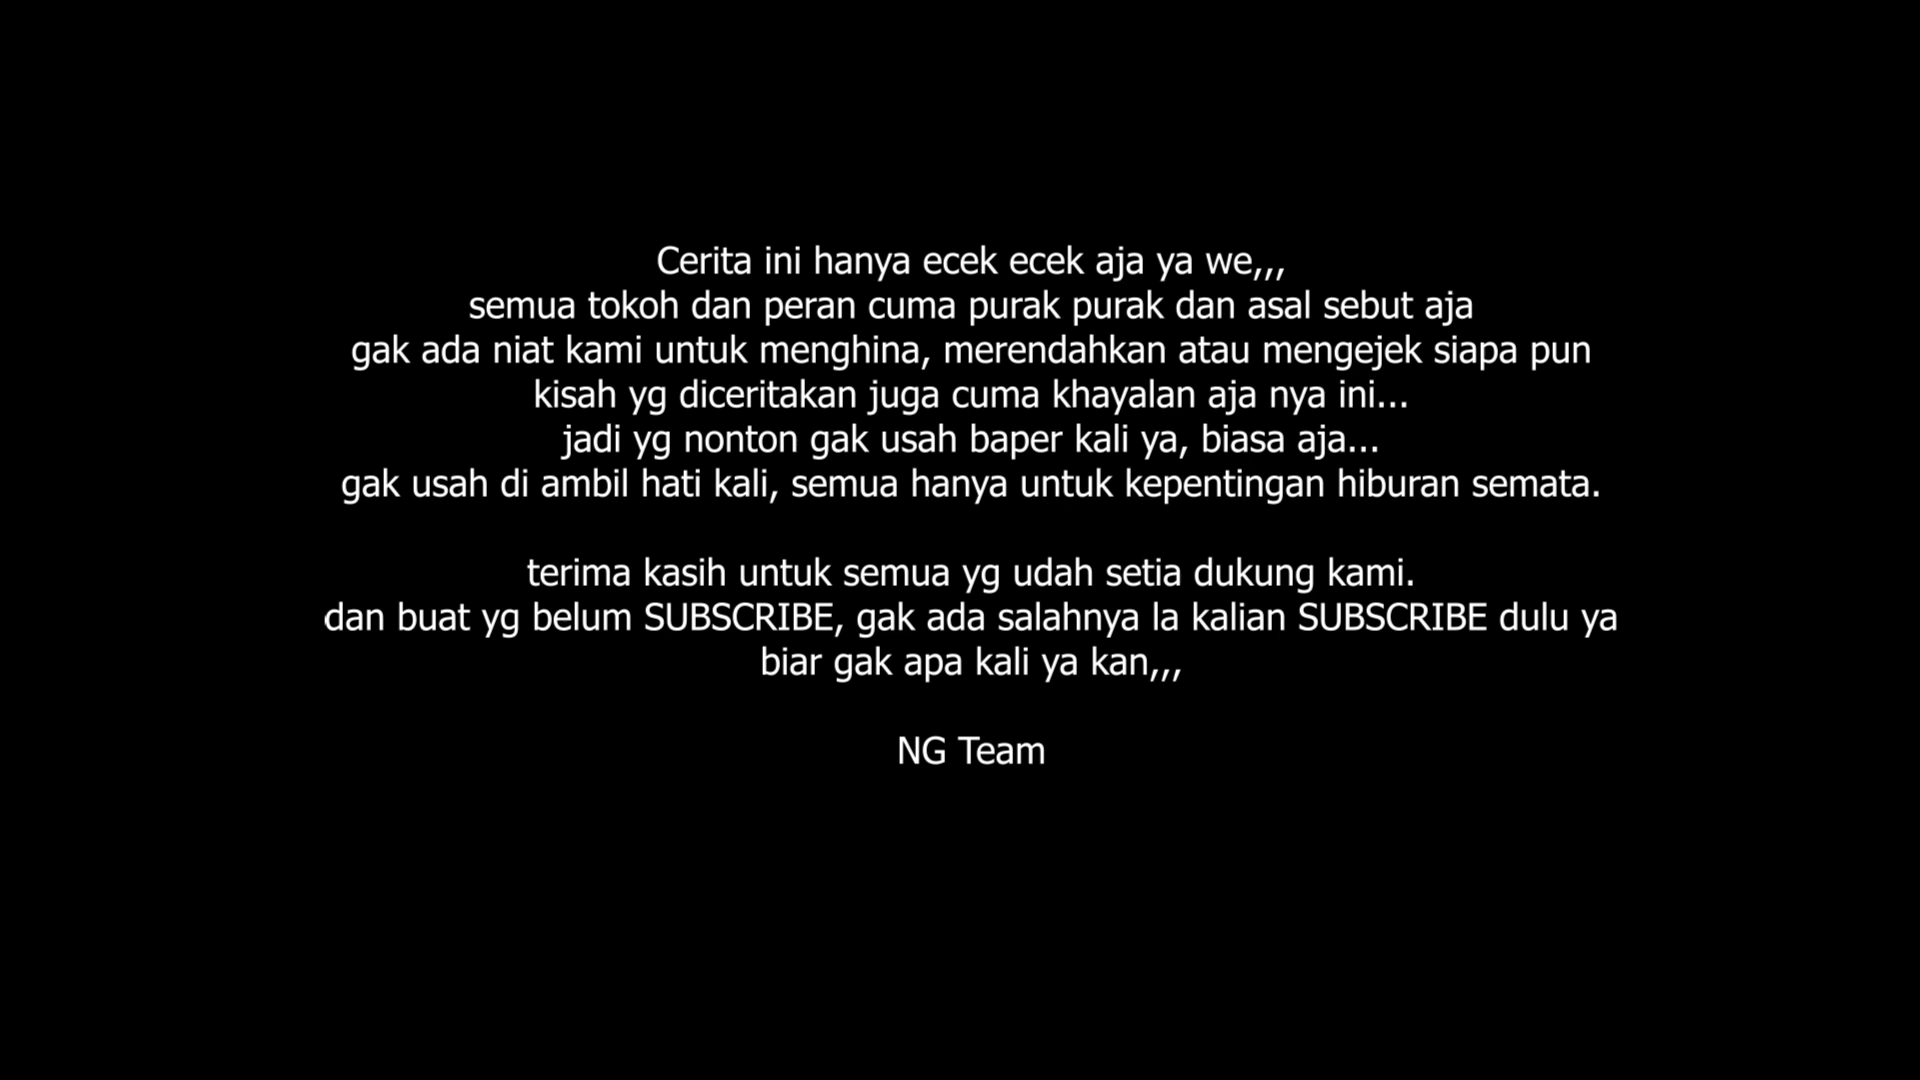 Cerita ini hanya ecek ecek aja ya we,,,
semua tokoh dan peran cuma purak purak dan asal sebut aja
gak ada niat kami untuk menghina, merendahkan atau mengejek siapa pun
kisah yg diceritakan juga cuma khayalan aja nya ini...
jadi yg nonton gak usah baper kali ya, biasa aja...
gak usah di ambil hati kali, semua hanya untuk kepentingan hiburan semata.
terima kasih untuk semua yg udah setia dukung kami.
dan buat yg belum SUBSCRIBE, gak ada salahnya la kalian SUBSCRIBE dulu ya
biar gak apa kali ya kan,,,
NG Team